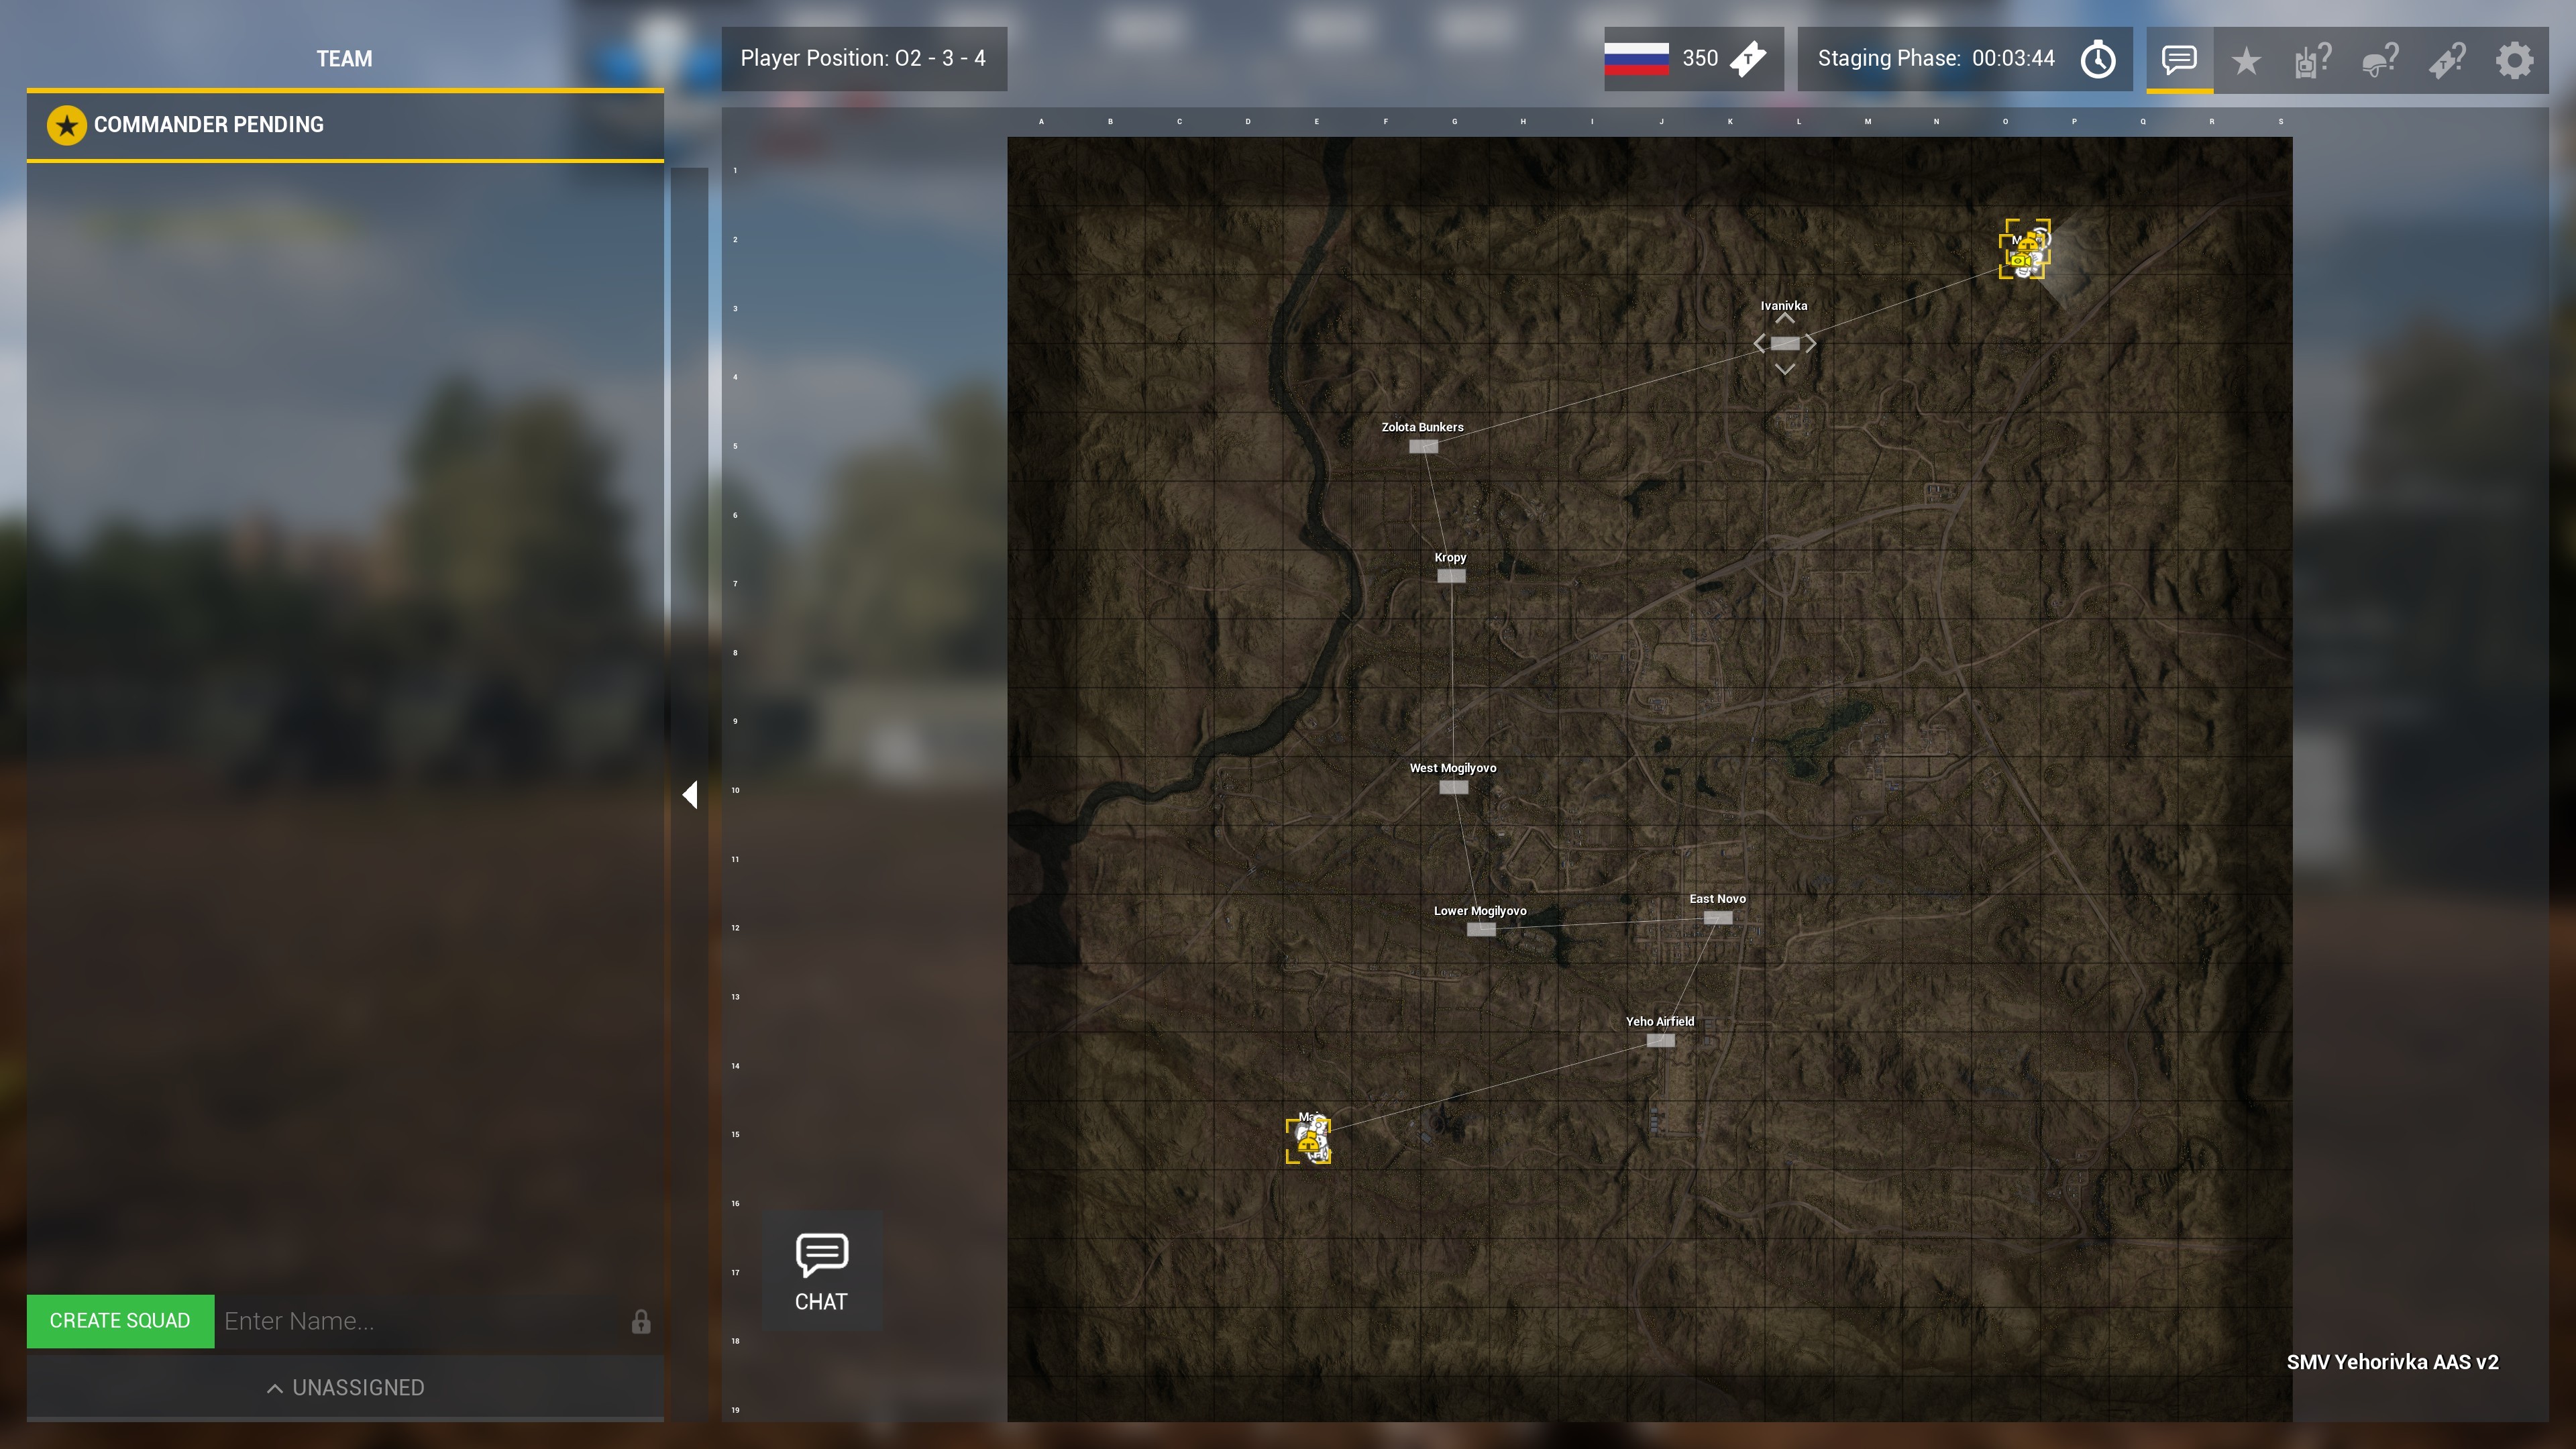 TEAM
Player Position: O2 - 3 - 4
350
T
Staging Phase: 00:03:44
? ? T?
COMMANDER PENDING
A B C D E F G H I J K L M N O P Q R S
1
2
3
Ivanivka
4
Zolota Bunkers
5
6
Kropy
7
8
9
West Mogilyovo
10
11
East Novo
Lower Mogilyovo
12
13
Yeho Airfield
14
15
16
17
CHAT
CREATE SQUAD Enter Name...
18
SMV Yehorivka AAS v2
UNASSIGNED
19